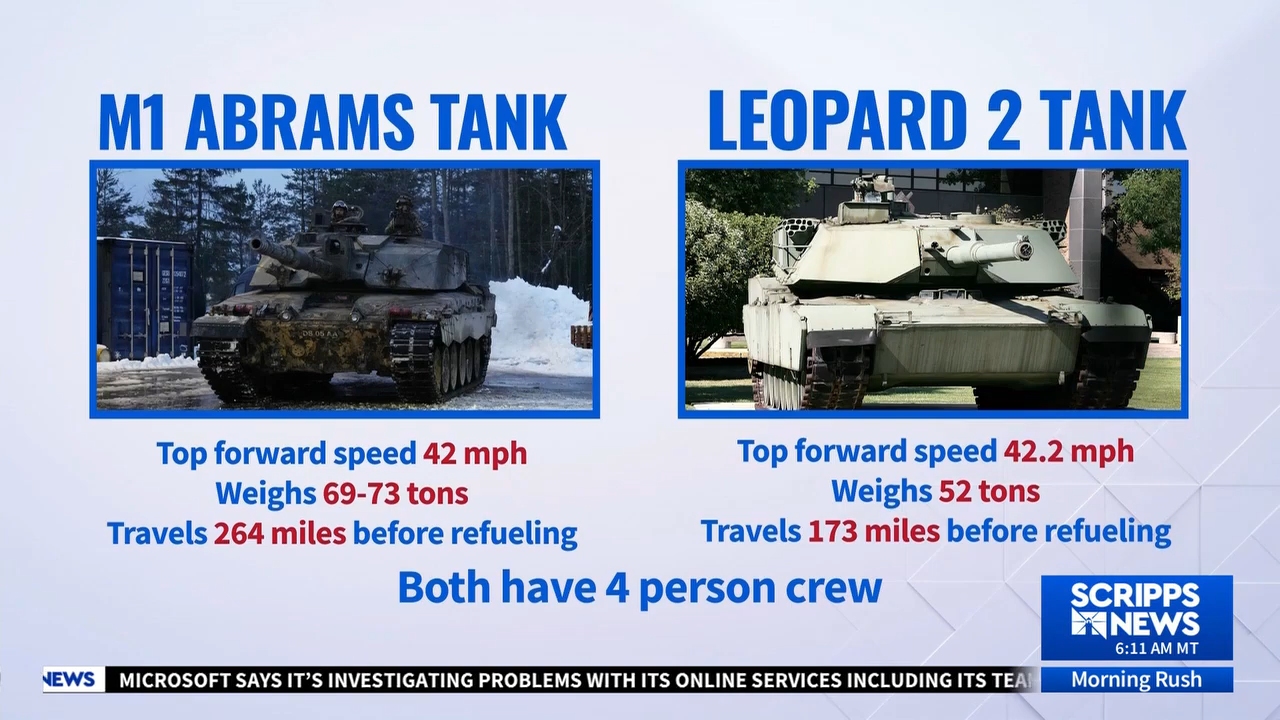 M1 ABRAMS TANK
LEOPARD 2 TANK
Top forward speed 42 mph
Weighs 69-73 tons
Travels 264 miles before refueling
Top forward speed 42.2 mph
Weighs 52 tons
Travels 173 miles before refueling
Both have 4 person crew
SCRIPPS
NEWS
6:11 AM MT
Morning Rush
NEWS
MICROSOFT SAYS IT'S INVESTIGATING PROBLEMS WITH ITS ONLINE SERVICES INCLUDING ITS